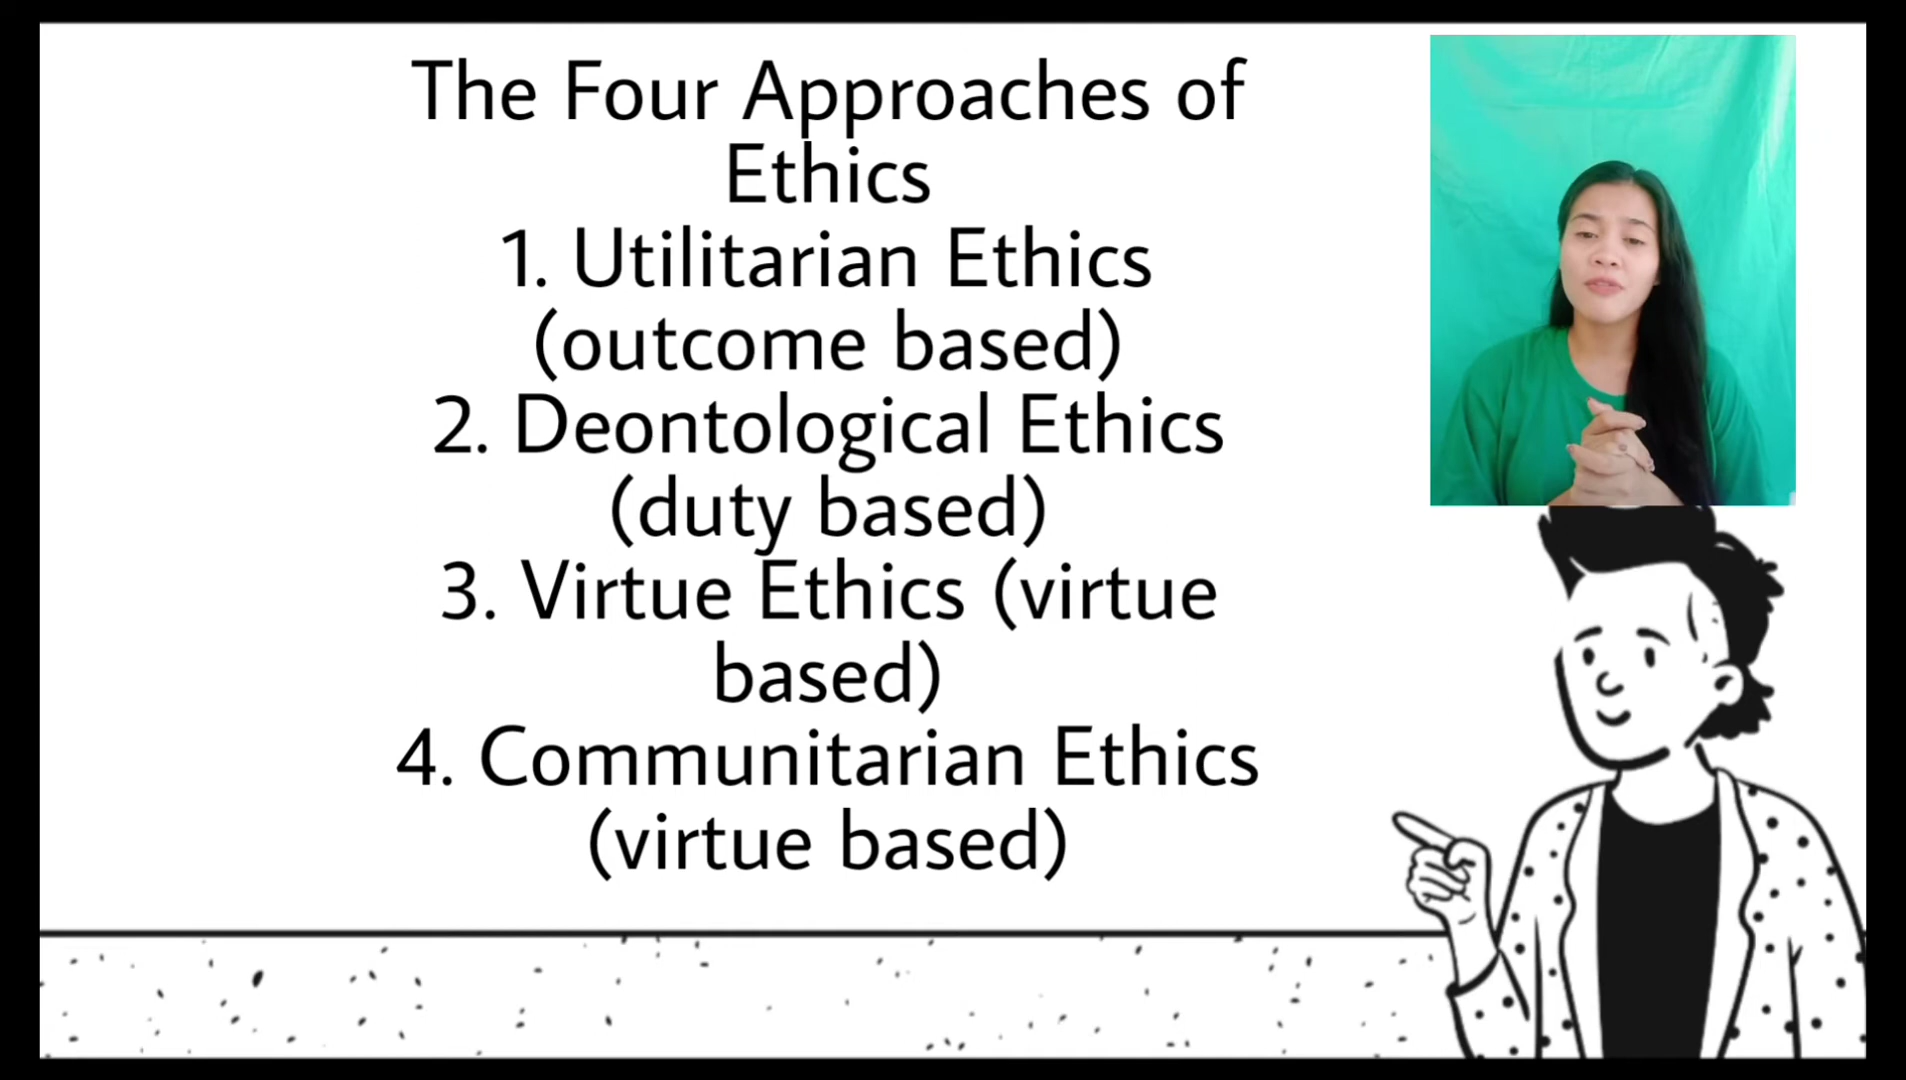 The Four Approaches of
Ethics
1. Utilitarian Ethics
(outcome based)
2. Deontological Ethics
(duty based)
3. Virtue Ethics (virtue
based)
4. Communitarian Ethics
(virtue based)